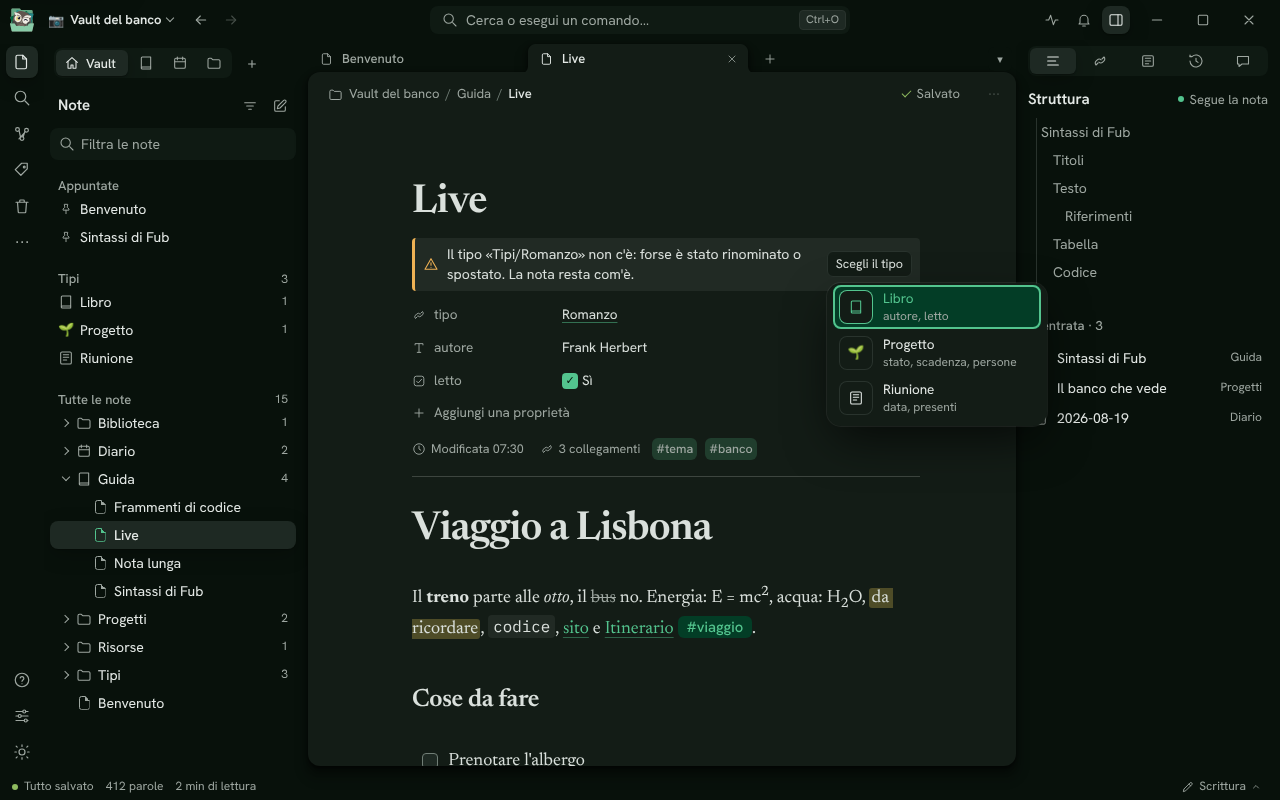 Vault del banco
Cerca o esegui un comando…
Ctrl+O
Vault
Note
Filtra le note
Appuntate
Benvenuto
Sintassi di Fub
Tipi 3
Libro 1
Progetto 1
Riunione
Tutte le note 15
Biblioteca 1
Diario 2
Guida 4
Frammenti di codice
Live
Nota lunga
Sintassi di Fub
Progetti 2
Risorse 1
Tipi 3
Benvenuto
Benvenuto
Live
Vault del banco / Guida / Live
Salvato
Live
Il tipo «Tipi/Romanzo» non c'è: forse è stato rinominato o
spostato. La nota resta com'è.
Scegli il tipo
tipo Romanzo
autore Frank Herbert
letto Sì
Aggiungi una proprietà
Modificata 07:30 3 collegamenti #tema #banco
Libro
autore, letto
Progetto
stato, scadenza, persone
Riunione
data, presenti
Viaggio a Lisbona
Il treno parte alle otto, il bus no. Energia: E = mc², acqua: H₂O, da
ricordare, codice, sito e Itinerario #viaggio.
Cose da fare
Prenotare l'albergo
Struttura
Segue la nota
Sintassi di Fub
Titoli
Testo
Riferimenti
Tabella
Codice
entrata · 3
Sintassi di Fub Guida
Il banco che vede Progetti
2026-08-19 Diario
Tutto salvato 412 parole 2 min di lettura
Scrittura